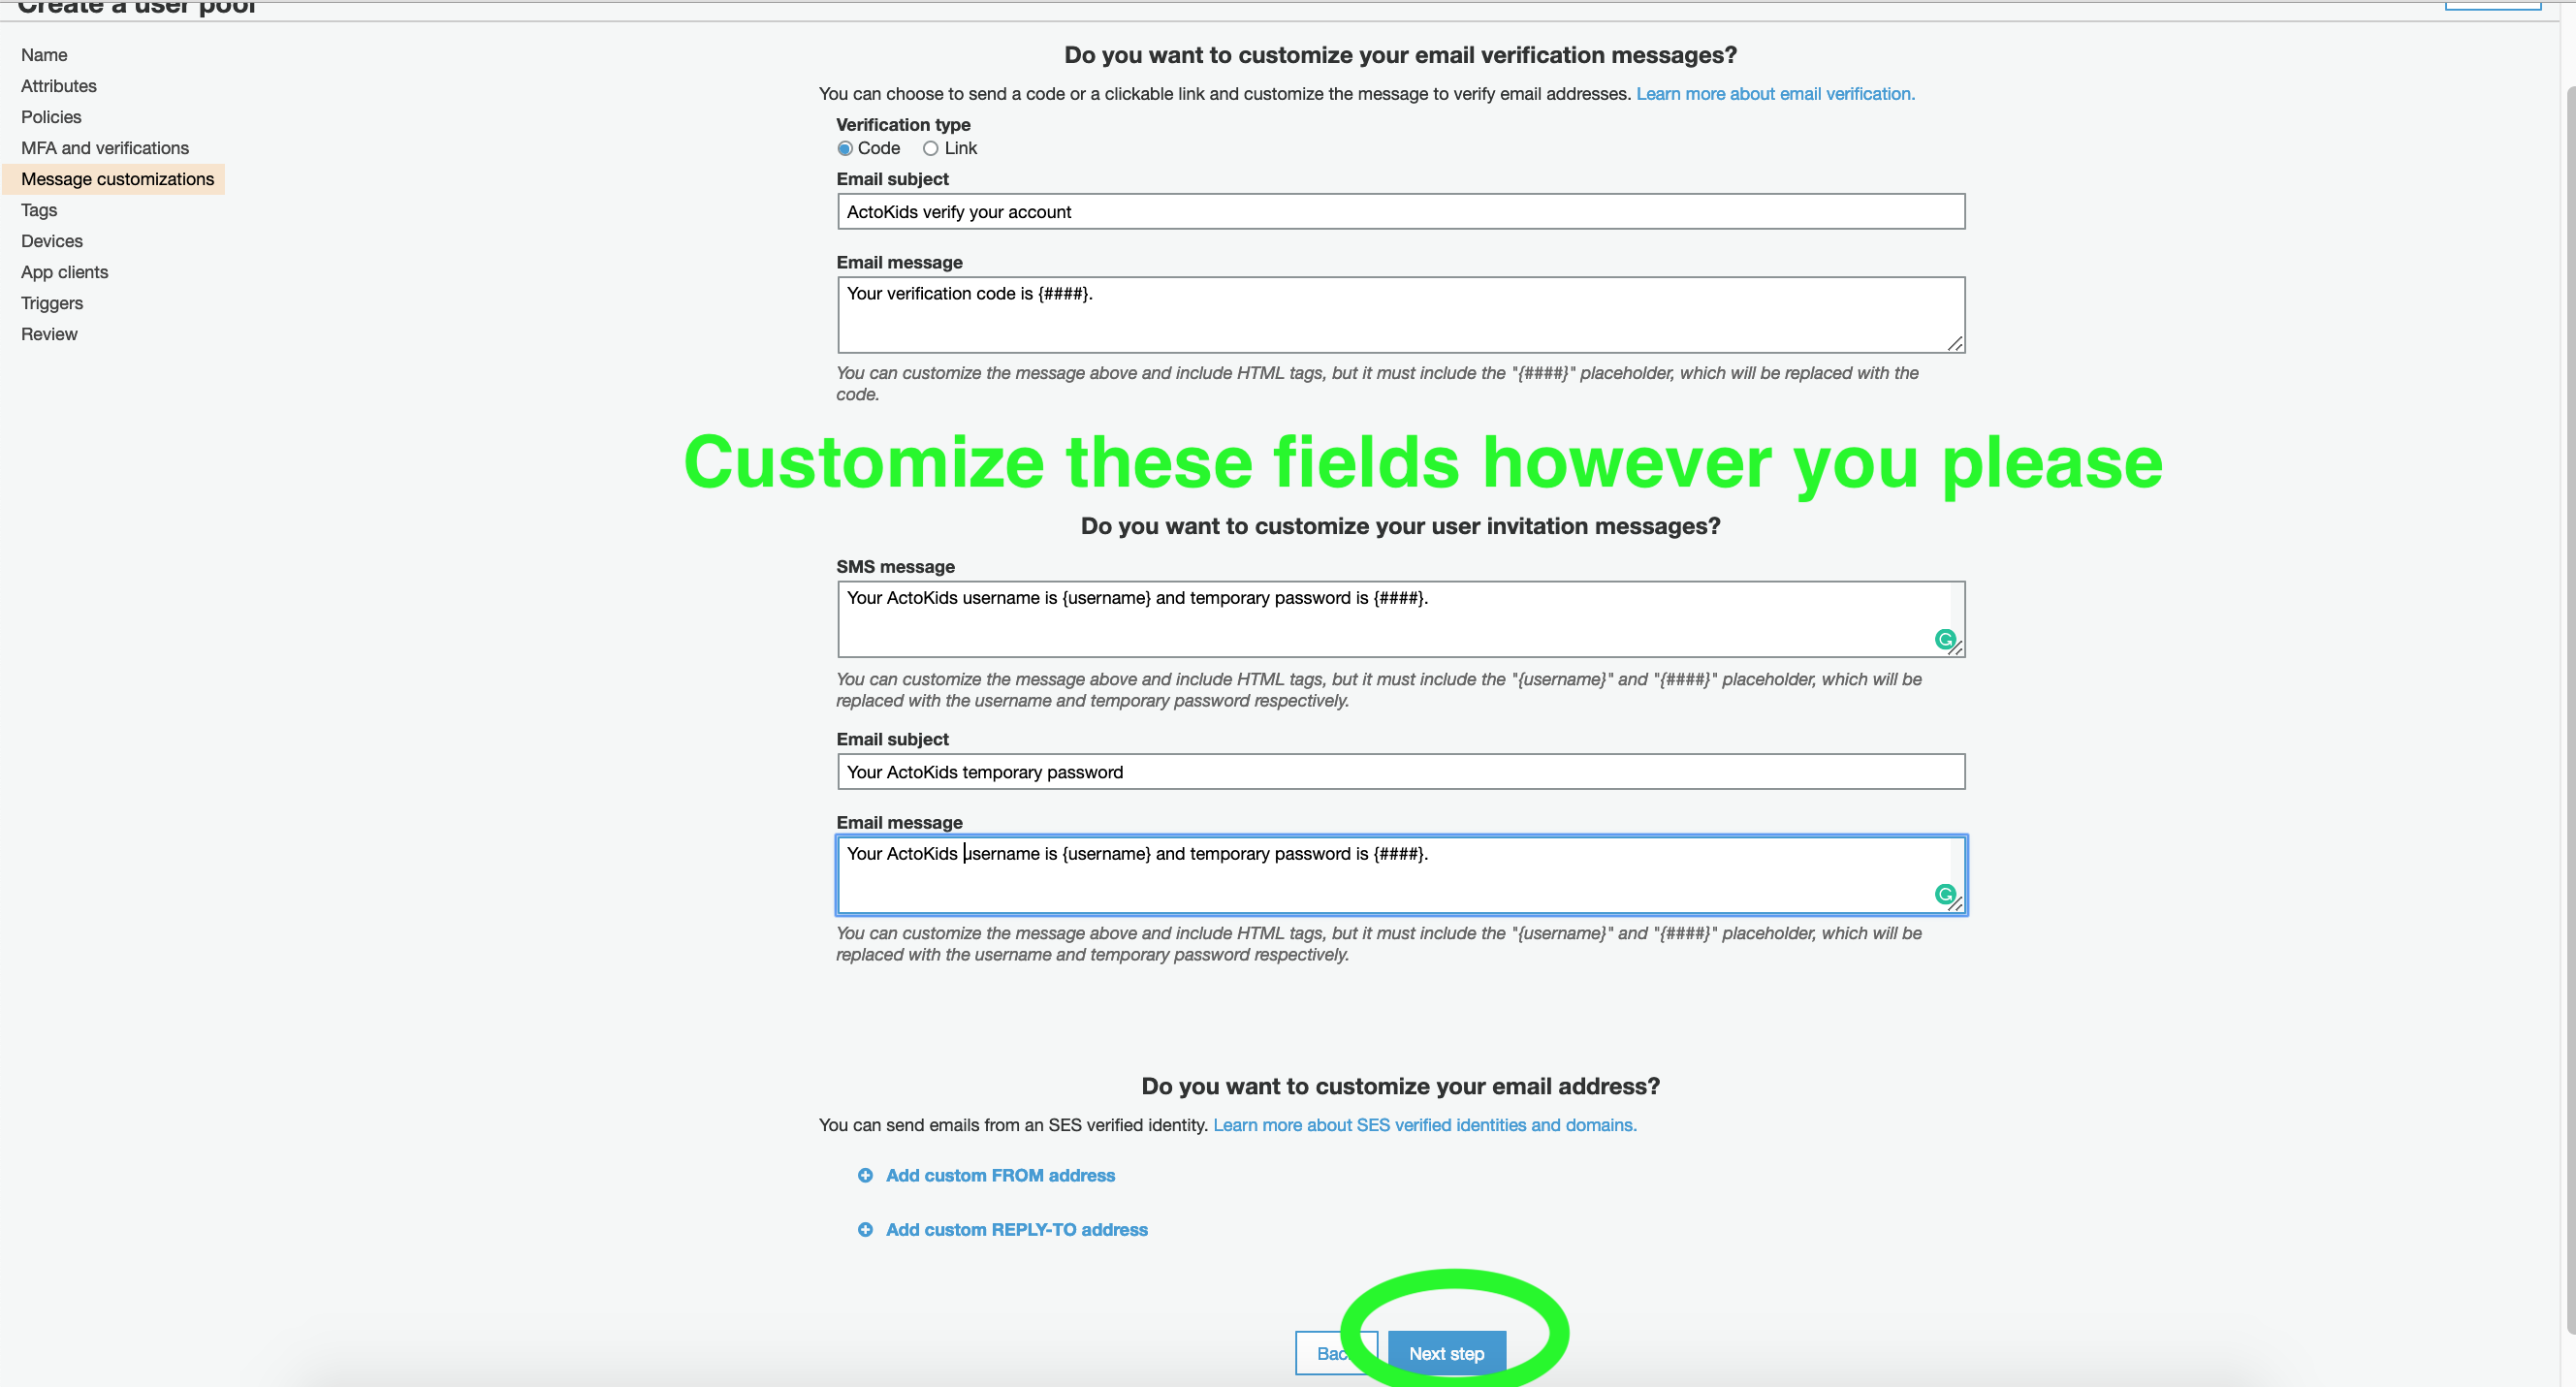 Create a user pool
Name
Attributes
Policies
MFA and verifications
Message customizations
Tags
Devices
App clients
Triggers
Review
Do you want to customize your email verification messages?
You can choose to send a code or a clickable link and customize the message to verify email addresses. Learn more about email verification.
Verification type
Code Link
Email subject
ActoKids verify your account
Email message
Your verification code is {####}.
You can customize the message above and include HTML tags, but it must include the "{####}" placeholder, which will be replaced with the
code.
Customize these fields however you please
Do you want to customize your user invitation messages?
SMS message
Your ActoKids username is {username} and temporary password is {####}.
You can customize the message above and include HTML tags, but it must include the "{username}" and "{####}" placeholder, which will be
replaced with the username and temporary password respectively.
Email subject
Your ActoKids temporary password
Email message
Your ActoKids username is {username} and temporary password is {####}.
You can customize the message above and include HTML tags, but it must include the "{username}" and "{####}" placeholder, which will be
replaced with the username and temporary password respectively.
Do you want to customize your email address?
You can send emails from an SES verified identity. Learn more about SES verified identities and domains.
Add custom FROM address
Add custom REPLY-TO address
Back Next step